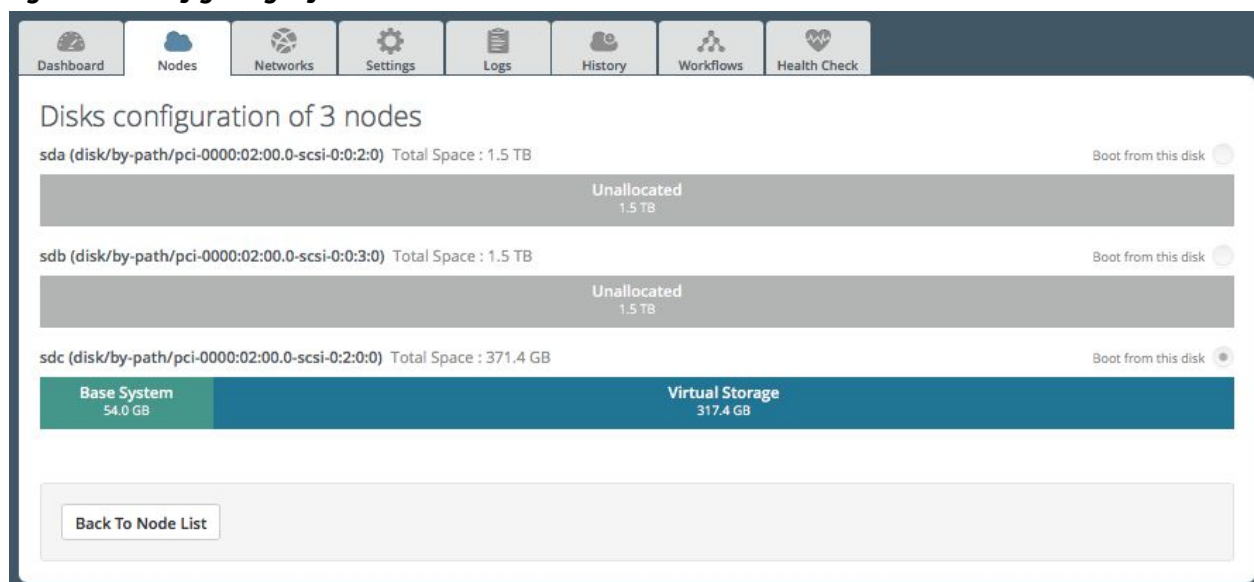 Dashboard
Nodes
Networks
Settings
Logs
History
Workflows
Health Check
Disks configuration of 3 nodes
sda (disk/by-path/pci-0000:02:00.0-scsi-0:0:2:0) Total Space : 1.5 TB
Boot from this disk
Unallocated
1.5 TB
sdb (disk/by-path/pci-0000:02:00.0-scsi-0:0:3:0) Total Space : 1.5 TB
Boot from this disk
Unallocated
1.5 TB
sdc (disk/by-path/pci-0000:02:00.0-scsi-0:2:0:0) Total Space : 371.4 GB
Boot from this disk
Base System
54.0 GB
Virtual Storage
317.4 GB
Back To Node List